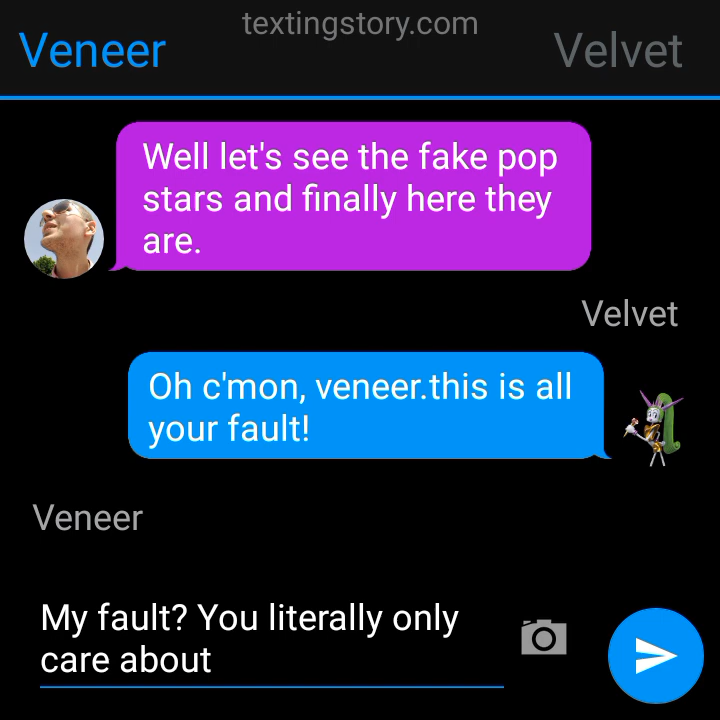 textingstory.com
Veneer
Velvet
Well let's see the fake pop
stars and finally here they
are.
Velvet
Oh c'mon, veneer.this is all
your fault!
Veneer
My fault? You literally only
care about